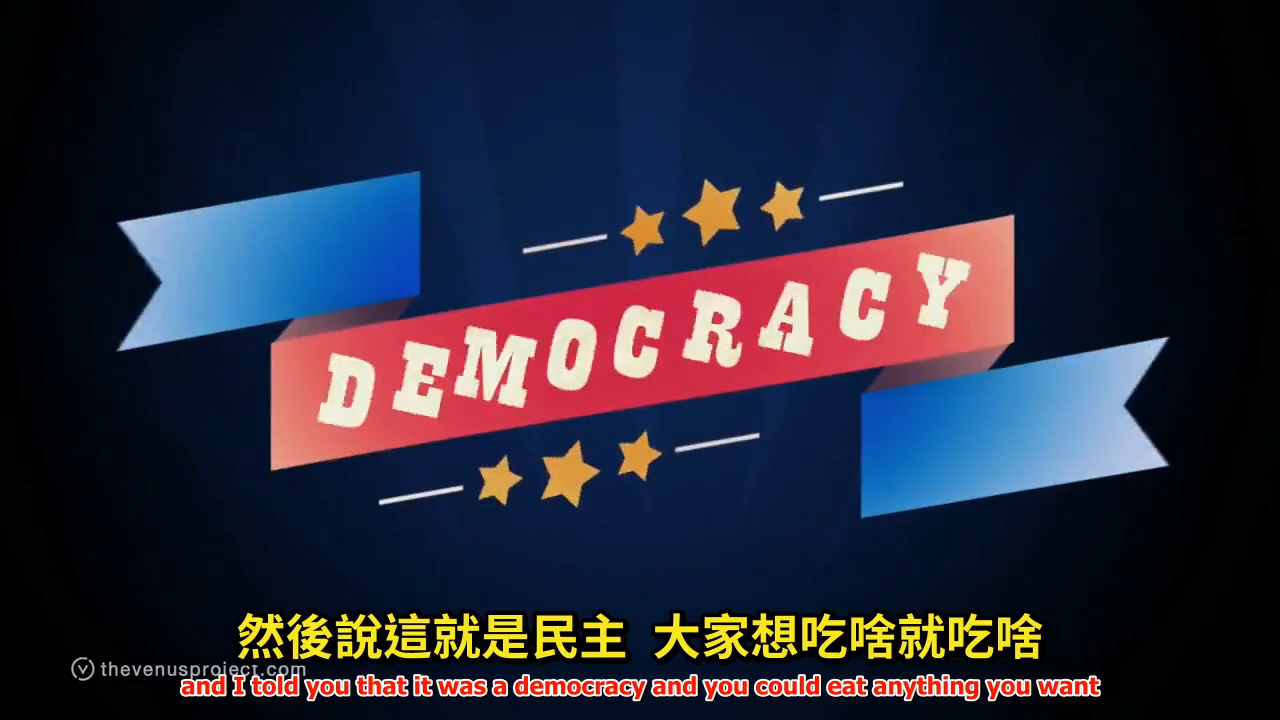 DEMOCRACY
然後說這就是民主 大家想吃啥就吃啥
thevenusproject.com
and I told you that it was a democracy and you could eat anything you want